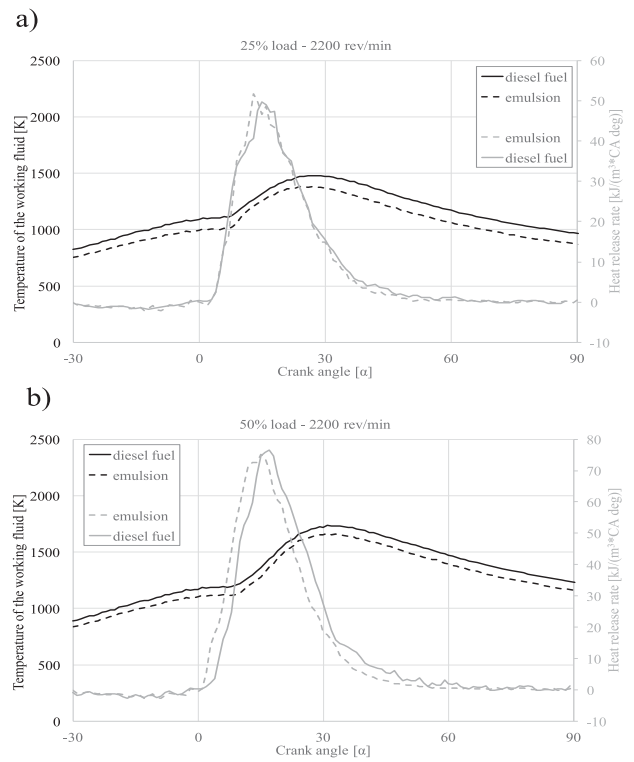 a)
25% load - 2200 rev/min
Temperature of the working fluid [K]
2500
2000
1500
1000
500
0
diesel fuel
emulsion
emulsion
diesel fuel
60
50
40
30
20
10
0
-10
Heat release rate [kJ/(m³*CA deg)]
-30
0
30
60
90
Crank angle [α]
b)
50% load - 2200 rev/min
Temperature of the working fluid [K]
2500
2000
1500
1000
500
0
diesel fuel
emulsion
emulsion
diesel fuel
80
70
60
50
40
30
20
10
0
-10
Heat release rate [kJ/(m³*CA deg)]
-30
0
30
60
90
Crank angle [α]